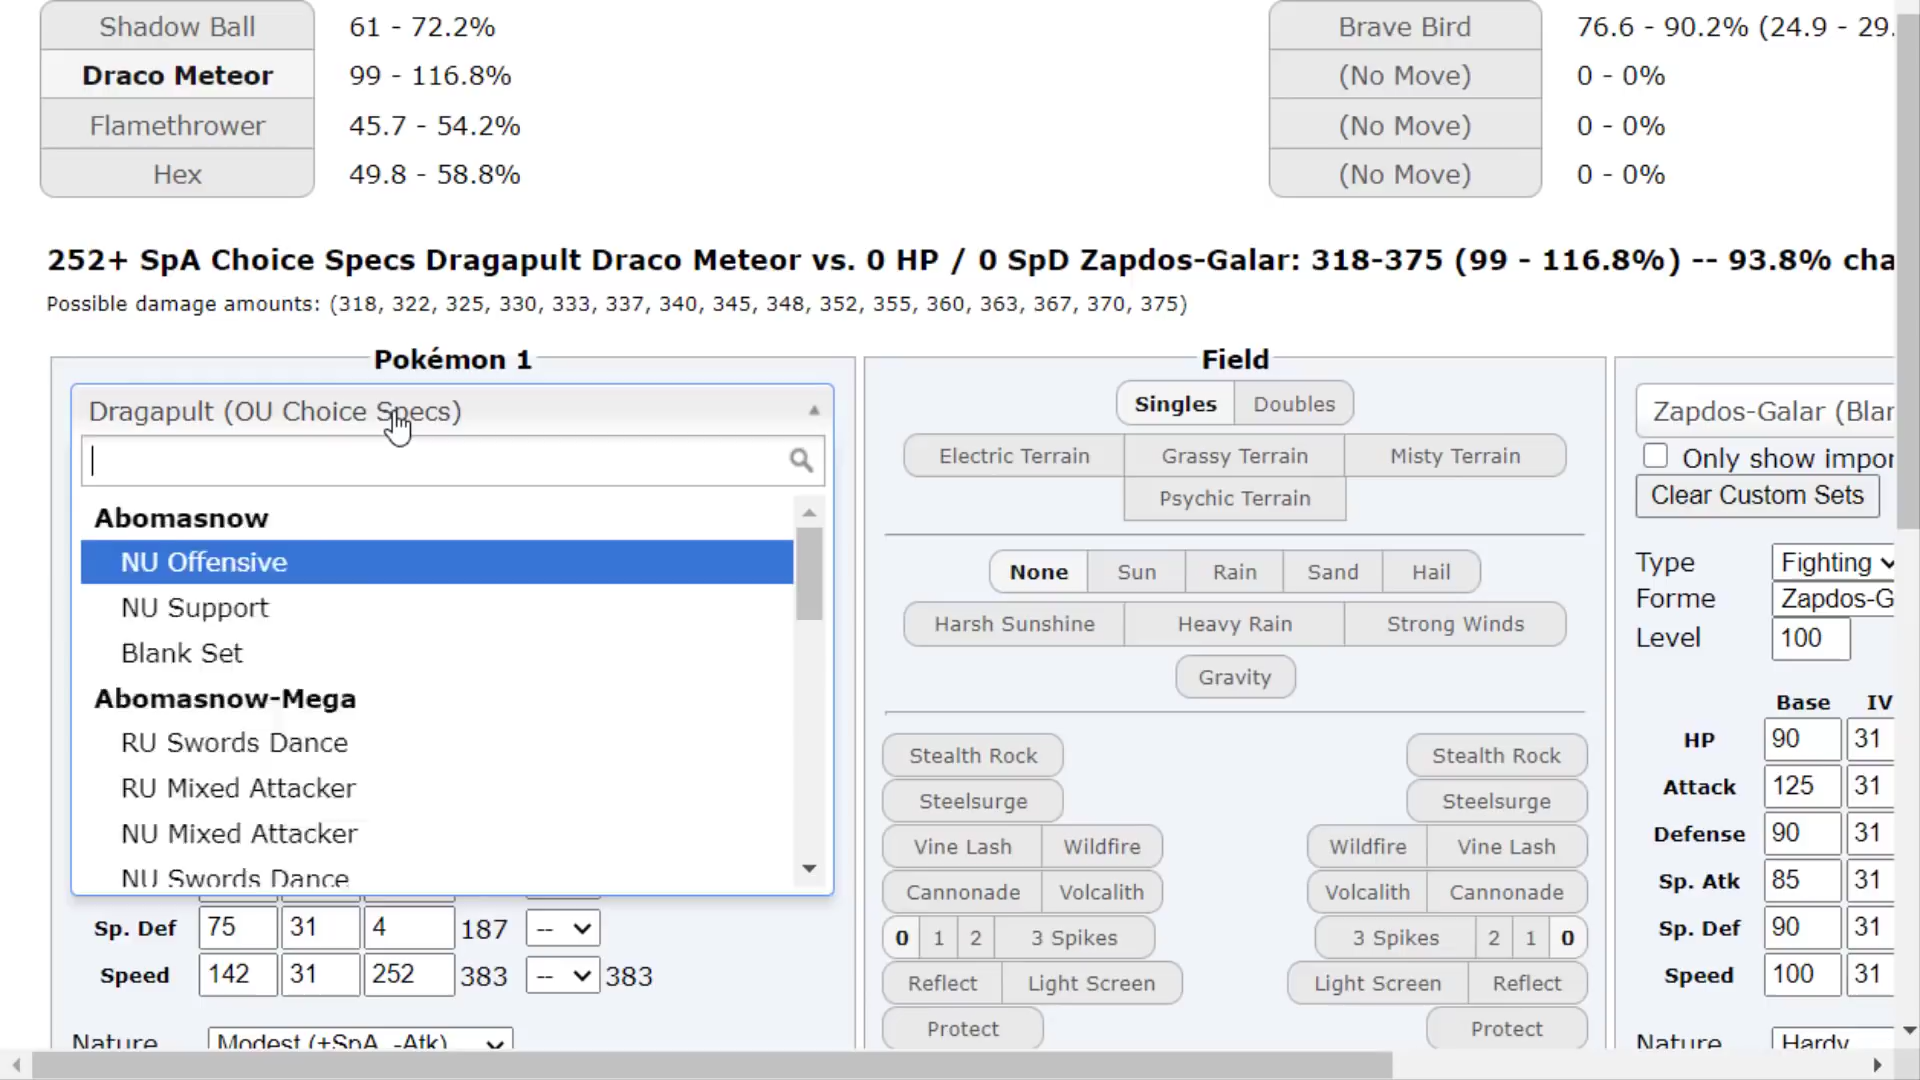 Shadow Ball 61 - 72.2%
Draco Meteor 99 - 116.8%
Flamethrower 45.7 - 54.2%
Hex 49.8 - 58.8%
Brave Bird 76.6 - 90.2% (24.9 - 29.
(No Move) 0 - 0%
(No Move) 0 - 0%
(No Move) 0 - 0%
252+ SpA Choice Specs Dragapult Draco Meteor vs. 0 HP / 0 SpD Zapdos-Galar: 318-375 (99 - 116.8%) -- 93.8% cha
Possible damage amounts: (318, 322, 325, 330, 333, 337, 340, 345, 348, 352, 355, 360, 363, 367, 370, 375)
Pokémon 1
Dragapult (OU Choice Specs)
Abomasnow
NU Offensive
NU Support
Blank Set
Abomasnow-Mega
RU Swords Dance
RU Mixed Attacker
NU Mixed Attacker
NU Swords Dance
Sp. Def 75 31 4 187 --
Speed 142 31 252 383 -- 383
Nature Modest (+SpA, -Atk)
Field
Singles Doubles
Electric Terrain Grassy Terrain Misty Terrain
Psychic Terrain
None Sun Rain Sand Hail
Harsh Sunshine Heavy Rain Strong Winds
Gravity
Stealth Rock Stealth Rock
Steelsurge Steelsurge
Vine Lash Wildfire Wildfire Vine Lash
Cannonade Volcalith Volcalith Cannonade
0 1 2 3 Spikes 3 Spikes 2 1 0
Reflect Light Screen Light Screen Reflect
Protect Protect
Zapdos-Galar (Blan
Only show impor
Clear Custom Sets
Type Fighting
Forme Zapdos-G
Level 100
Base IV
HP 90 31
Attack 125 31
Defense 90 31
Sp. Atk 85 31
Sp. Def 90 31
Speed 100 31
Nature Hardy